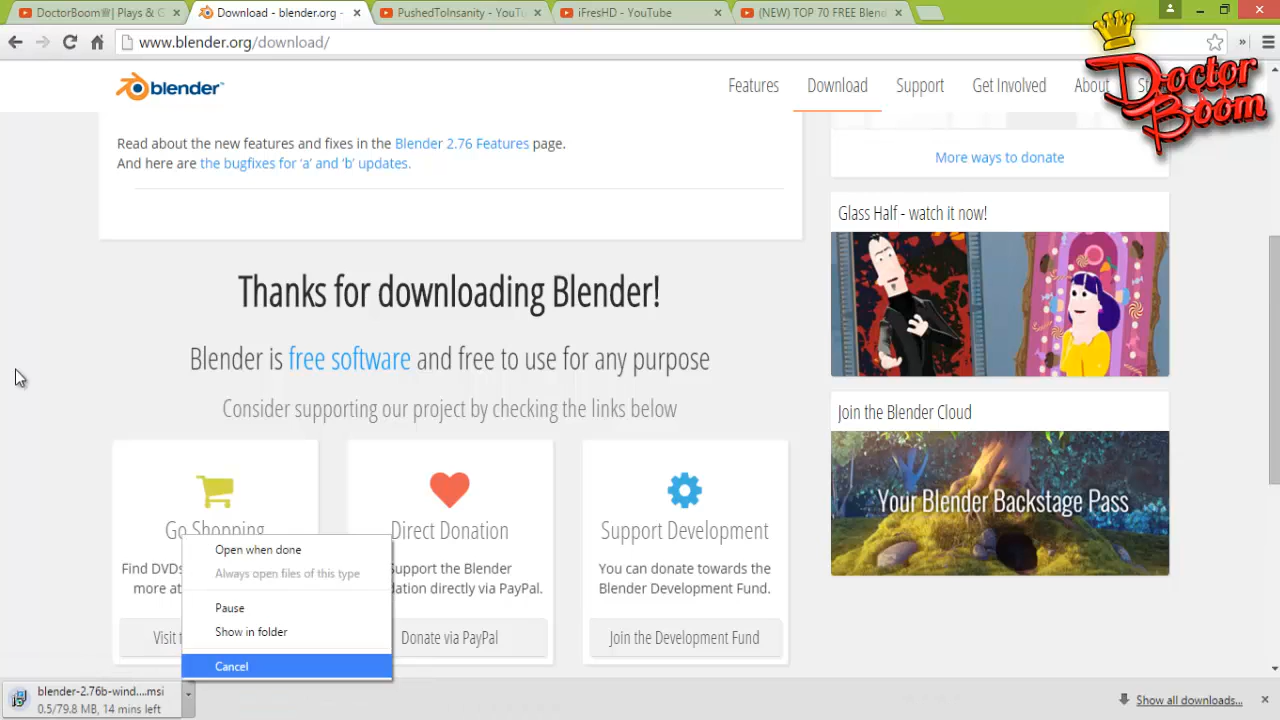 DoctorBoom♕| Plays & G
Download - blender.org -
PushedToInsanity - YouTu
iFresHD - YouTube
(NEW) TOP 70 FREE Blend
www.blender.org/download/
blender
Features
Download
Support
Get Involved
About
Doctor
Boom
Read about the new features and fixes in the Blender 2.76 Features page.
And here are the bugfixes for ‘a’ and ‘b’ updates.
More ways to donate
Glass Half - watch it now!
Thanks for downloading Blender!
Blender is free software and free to use for any purpose
Consider supporting our project by checking the links below
Join the Blender Cloud
Your Blender Backstage Pass
Go Shopping
Find DVDs
more at
Visit t
Direct Donation
Support the Blender
dation directly via PayPal.
Donate via PayPal
Support Development
You can donate towards the
Blender Development Fund.
Join the Development Fund
Open when done
Always open files of this type
Pause
Show in folder
Cancel
blender-2.76b-wind....msi
0.5/79.8 MB, 14 mins left
Show all downloads...